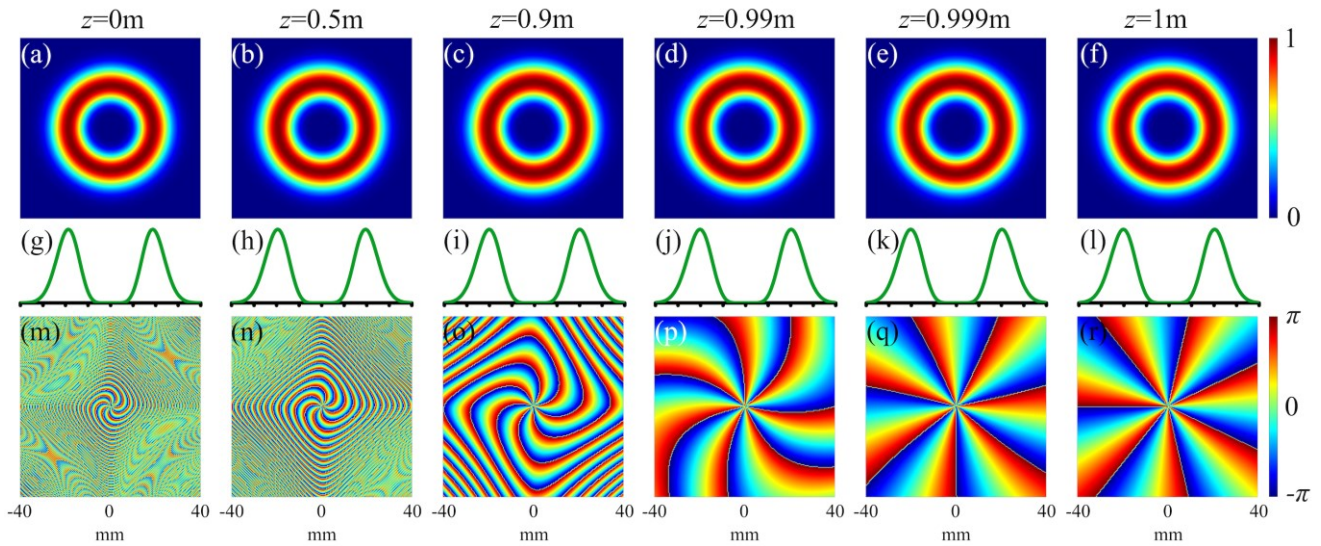 z=0m z=0.5m z=0.9m z=0.99m z=0.999m z=1m
(a) (b) (c) (d) (e) (f) 1
0
(g) (h) (i) (j) (k) (l)
(m) (n) (o) (p) (q) (r) π
0
-π
-40 0 40 -40 0 40 -40 0 40 -40 0 40 -40 0 40 -40 0 40
mm mm mm mm mm mm